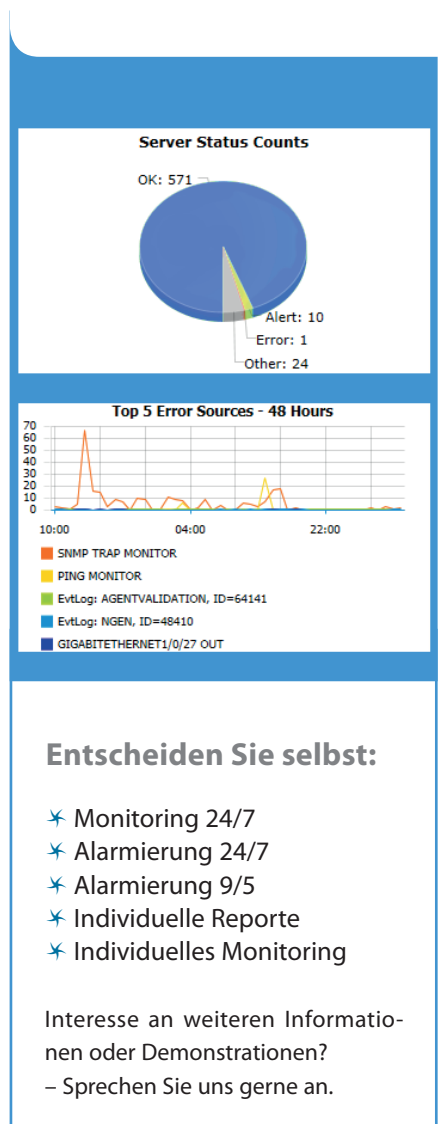 Server Status Counts
OK: 571
Alert: 10
Error: 1
Other: 24
Top 5 Error Sources - 48 Hours
70
60
50
40
30
20
10
0
10:00 04:00 22:00
SNMP TRAP MONITOR
PING MONITOR
EvtLog: AGENTVALIDATION, ID=64141
EvtLog: NGEN, ID=48410
GIGABITETHERNET1/0/27 OUT
Entscheiden Sie selbst:
Monitoring 24/7
Alarmierung 24/7
Alarmierung 9/5
Individuelle Reporte
Individuelles Monitoring
Interesse an weiteren Informatio-
nen oder Demonstrationen?
– Sprechen Sie uns gerne an.